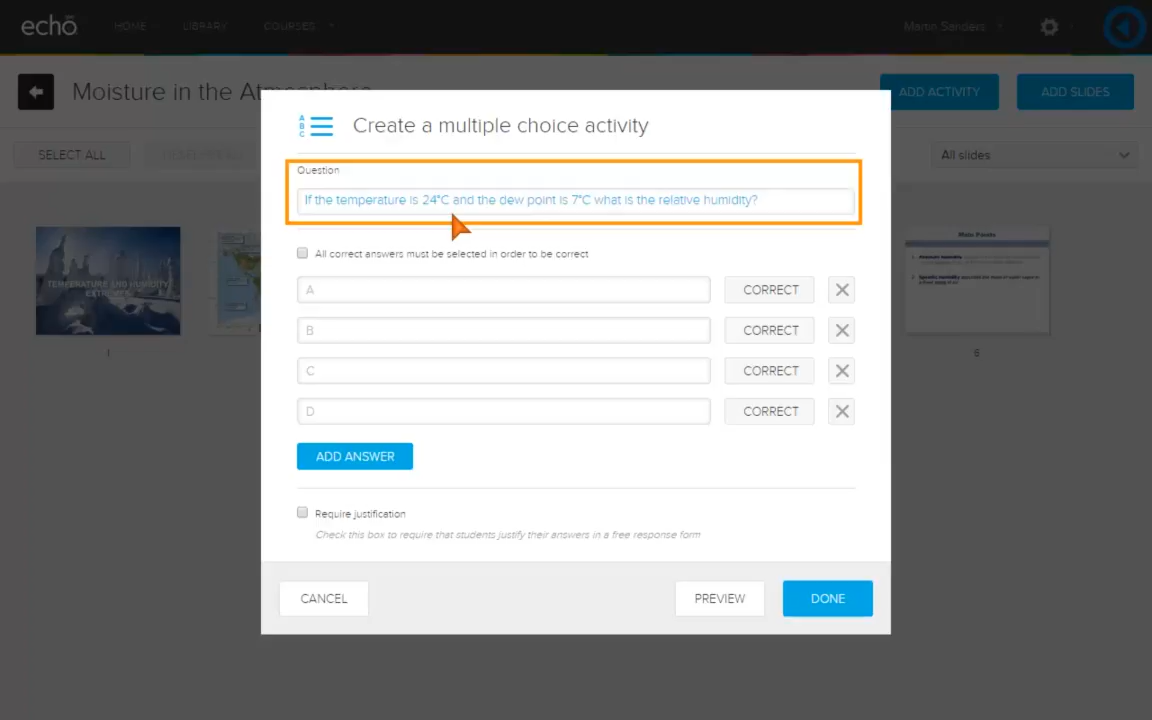 echo
HOME
LIBRARY
COURSES
Martin Sanders
Moisture in the Atmosphere
ADD ACTIVITY
ADD SLIDES
SELECT ALL
All slides
Create a multiple choice activity
Question
If the temperature is 24°C and the dew point is 7°C what is the relative humidity?
All correct answers must be selected in order to be correct
A
CORRECT
B
CORRECT
C
CORRECT
D
CORRECT
ADD ANSWER
Require justification
Check this box to require that students justify their answers in a free response form
CANCEL
PREVIEW
DONE
TEMPERATURE AND HUMIDITY
EXTREMES
1
Main Points
6